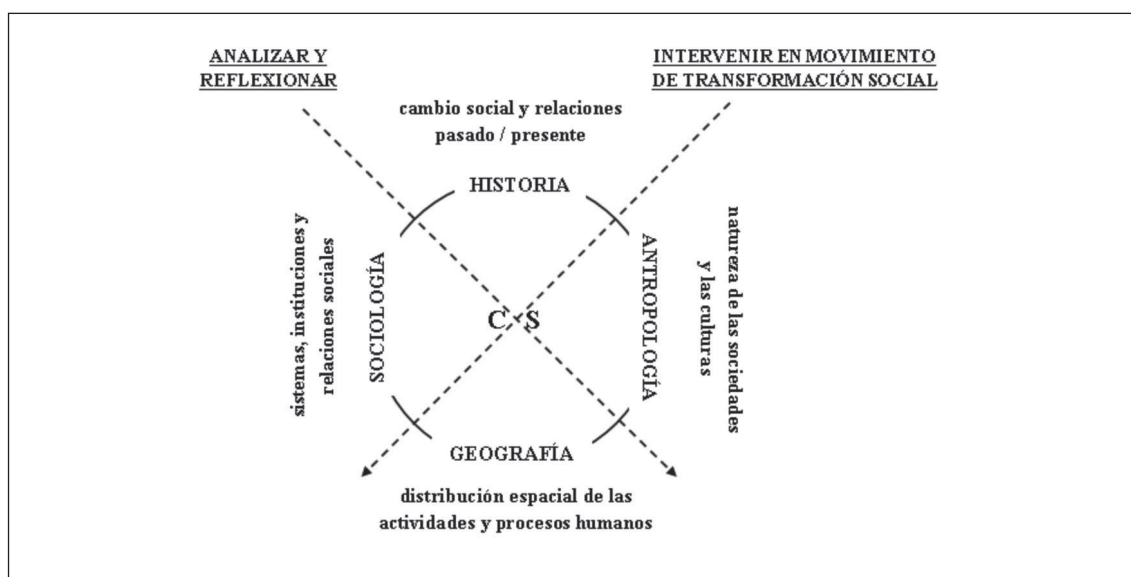 ANALIZAR Y
REFLEXIONAR
INTERVENIR EN MOVIMIENTO
DE TRANSFORMACIÓN SOCIAL
cambio social y relaciones
pasado / presente
HISTORIA
sistemas, instituciones y
relaciones sociales
SOCIOLOGÍA
C S
ANTROPOLOGÍA
natureza de las sociedades
y las culturas
GEOGRAFÍA
distribución espacial de las
actividades y procesos humanos